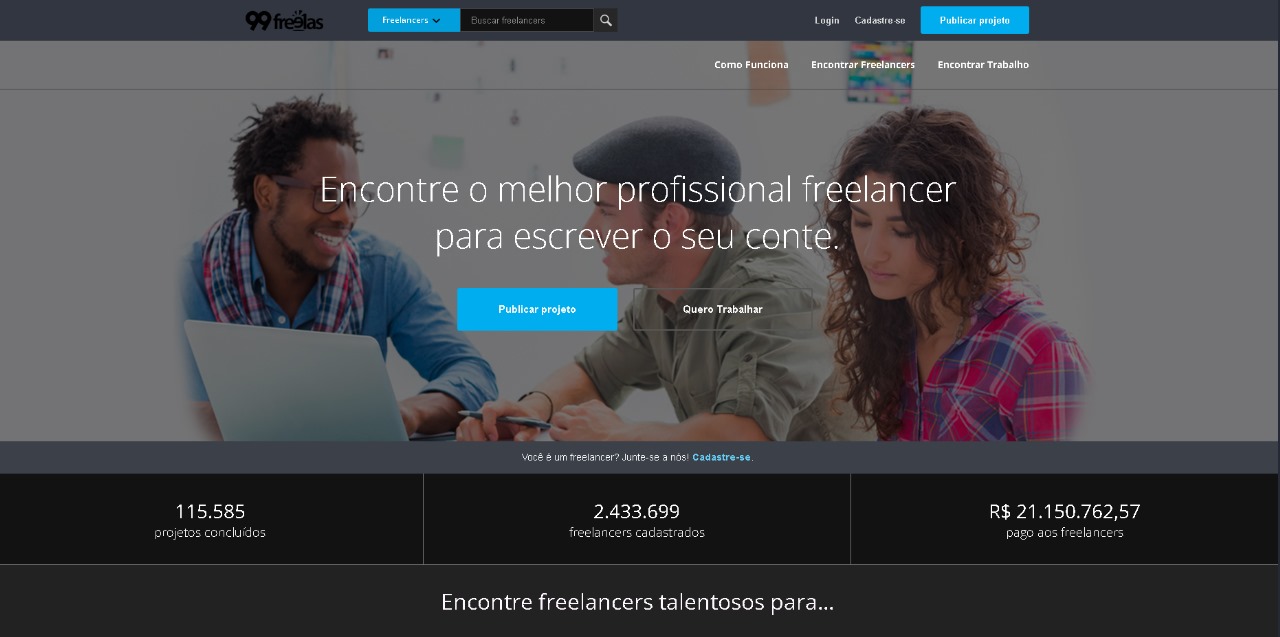 99freelas
Freelancers
Buscar freelancers
Login
Cadastre-se
Publicar projeto
Como Funciona
Encontrar Freelancers
Encontrar Trabalho
Encontre o melhor profissional freelancer
para escrever o seu conte.
Publicar projeto
Quero Trabalhar
Você é um freelancer? Junte-se a nós! Cadastre-se.
115.585
projetos concluídos
2.433.699
freelancers cadastrados
R$ 21.150.762,57
pago aos freelancers
Encontre freelancers talentosos para...